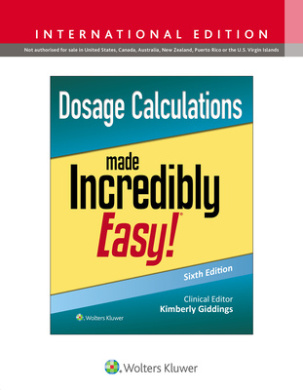 INTERNATIONAL EDITION
Not authorised for sale in United States, Canada, Australia, New Zealand, Puerto Rico or the U.S. Virgin Islands
Dosage Calculations
made
Incredibly
Easy!®
Sixth Edition
Clinical Editor
Kimberly Giddings
Wolters Kluwer
Wolters Kluwer